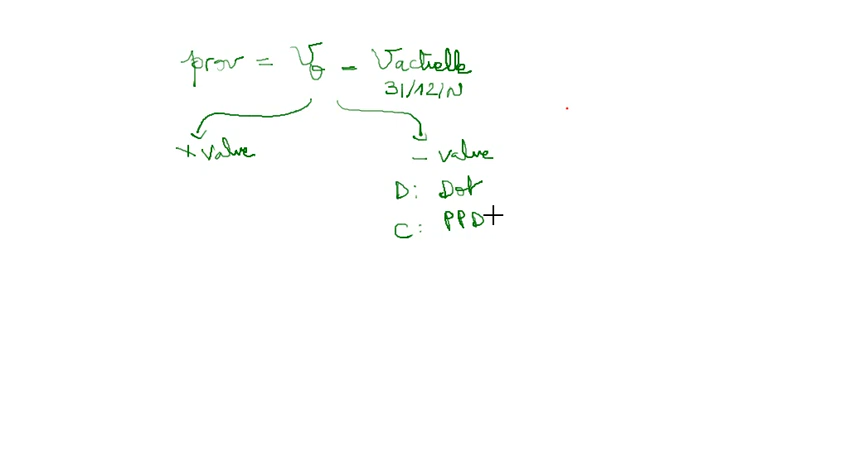 prov = V₀ - Vactuelle
31/12/N
+ Value
- value
D: Dot
C: PPD